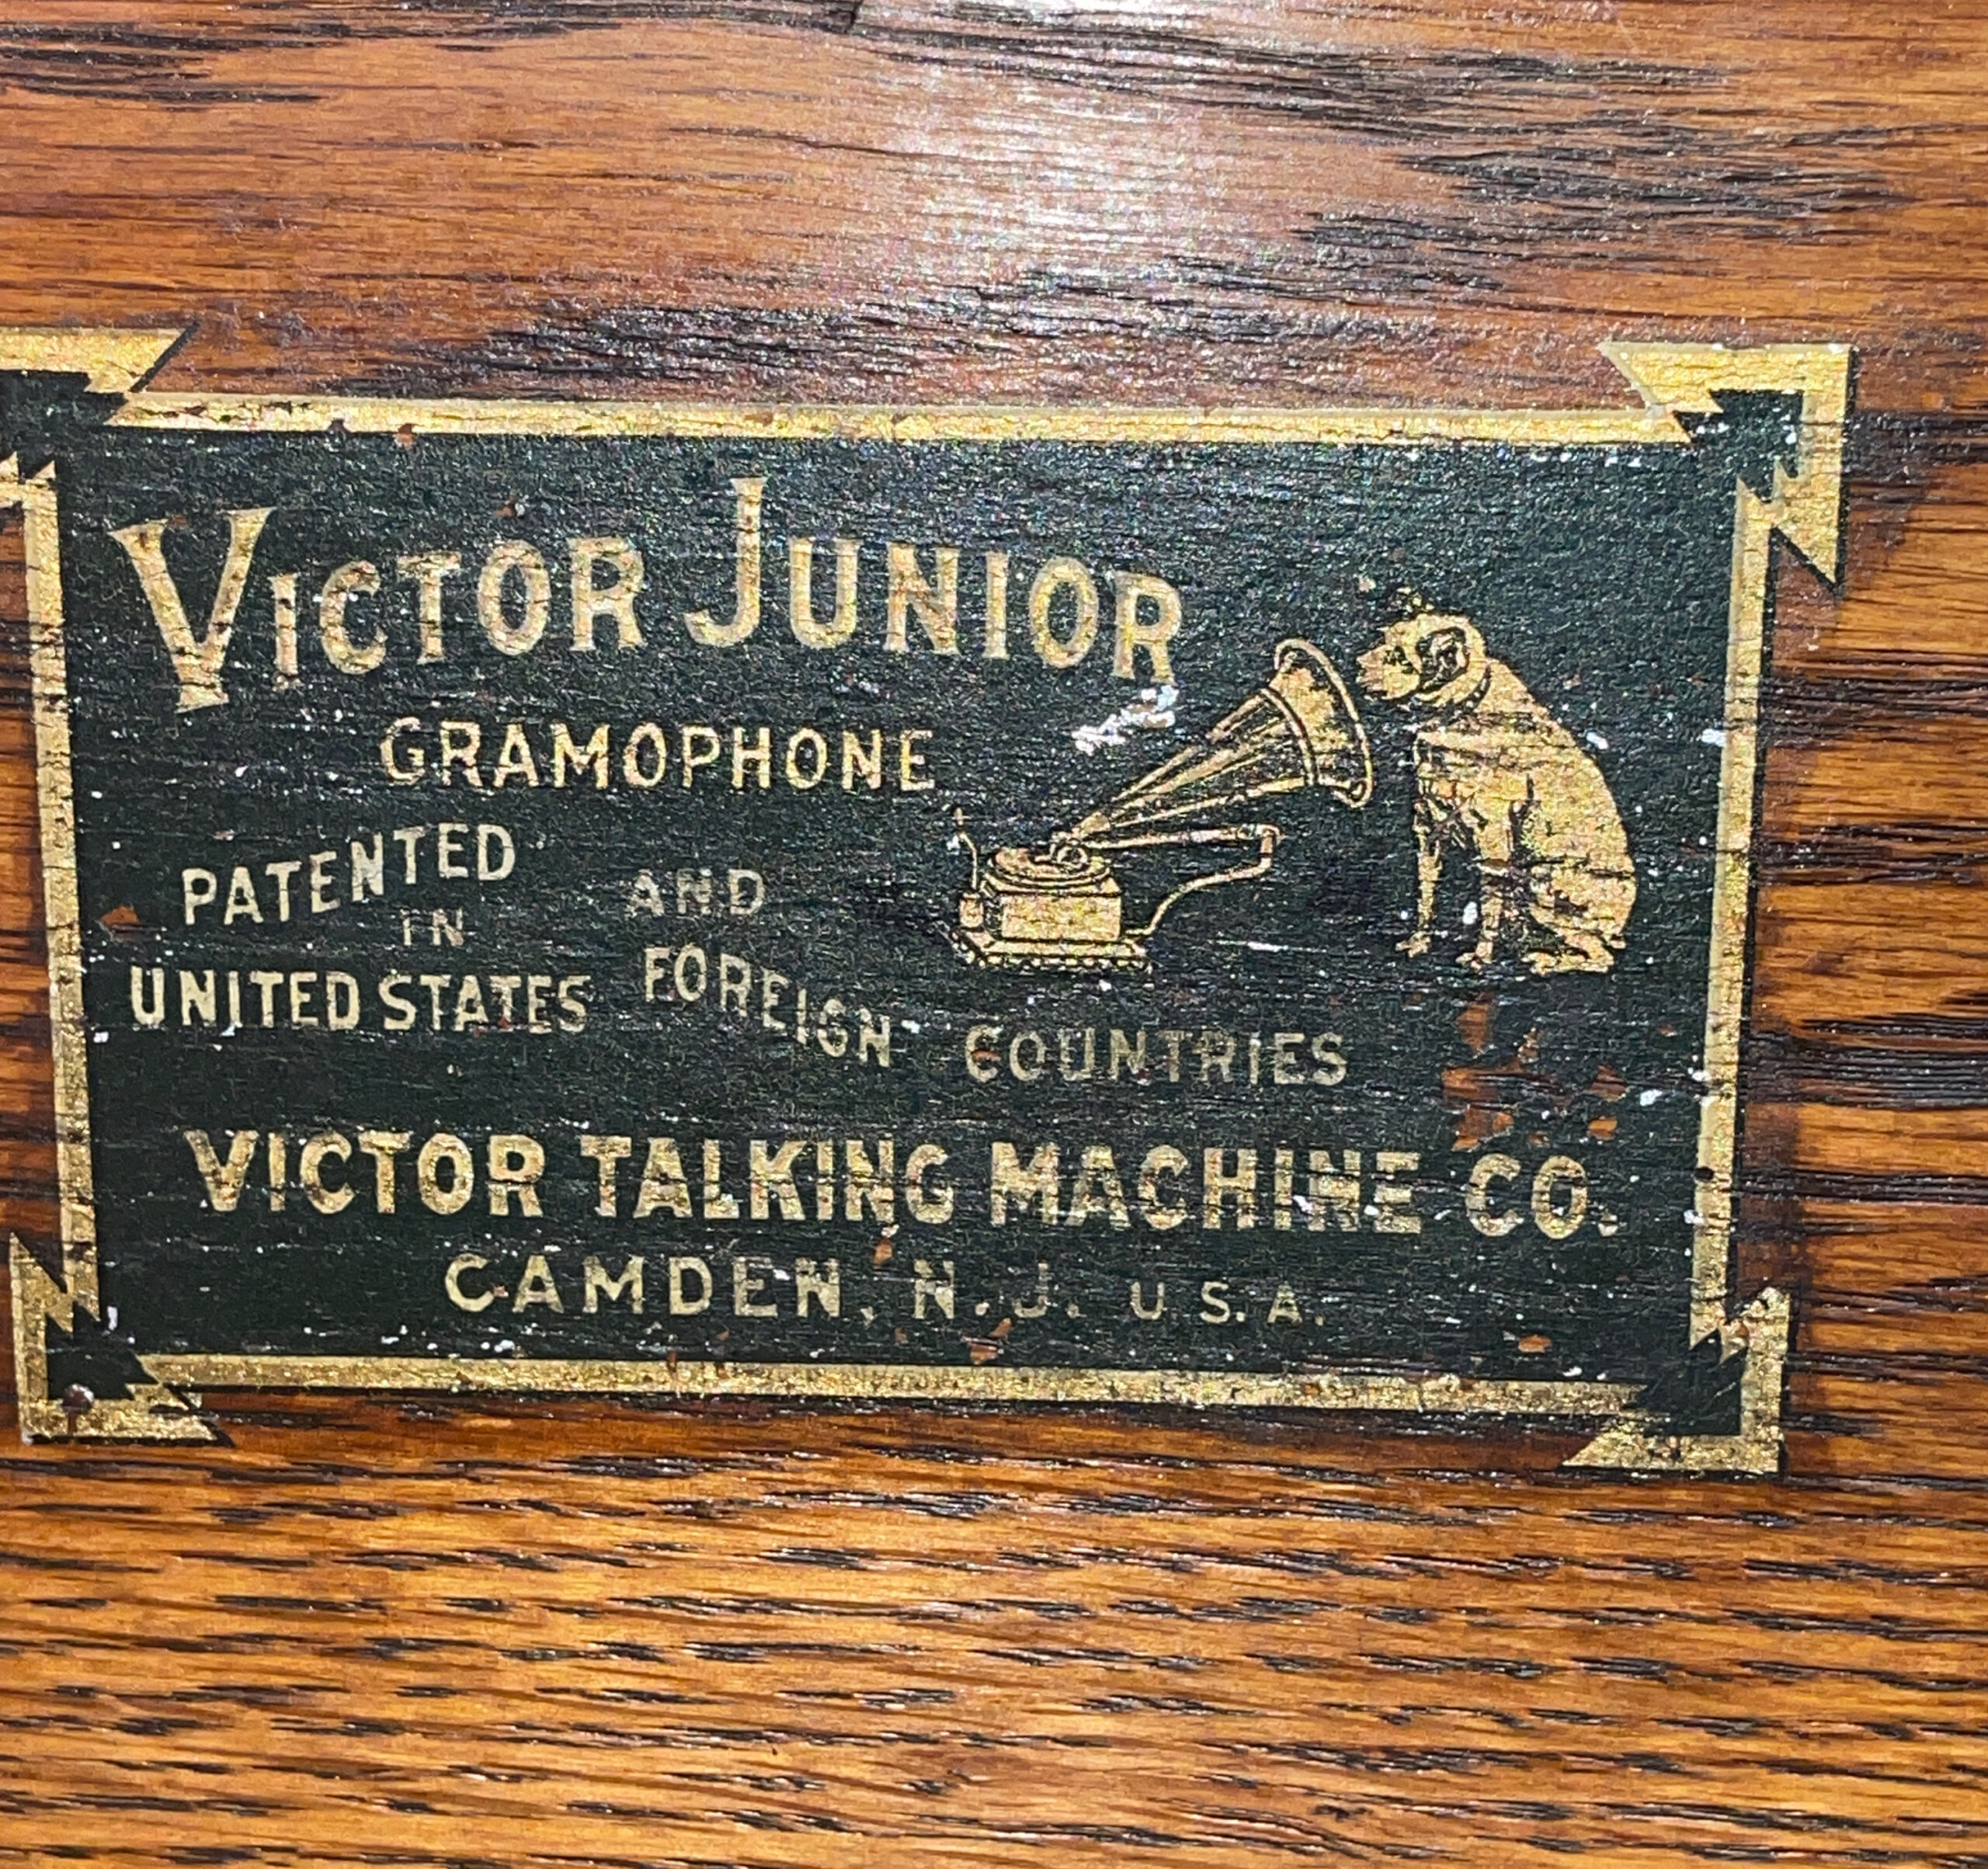 VICTOR JUNIOR
GRAMOPHONE
PATENTED
IN
UNITED STATES
AND
FOREIGN
COUNTRIES
VICTOR TALKING MACHINE CO.
CAMDEN, N.J. U.S.A.